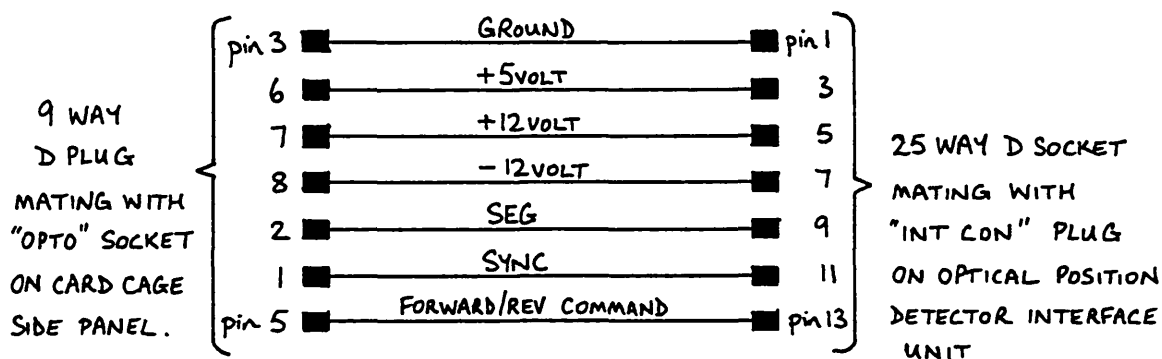 pin 3 GROUND pin 1
6 +5VOLT 3
7 +12VOLT 5
8 -12VOLT 7
2 SEG 9
1 SYNC 11
pin 5 FORWARD/REV COMMAND pin 13
9 WAY
D PLUG
MATING WITH
"OPTO" SOCKET
ON CARD CAGE
SIDE PANEL.
25 WAY D SOCKET
MATING WITH
"INT CON" PLUG
ON OPTICAL POSITION
DETECTOR INTERFACE
UNIT